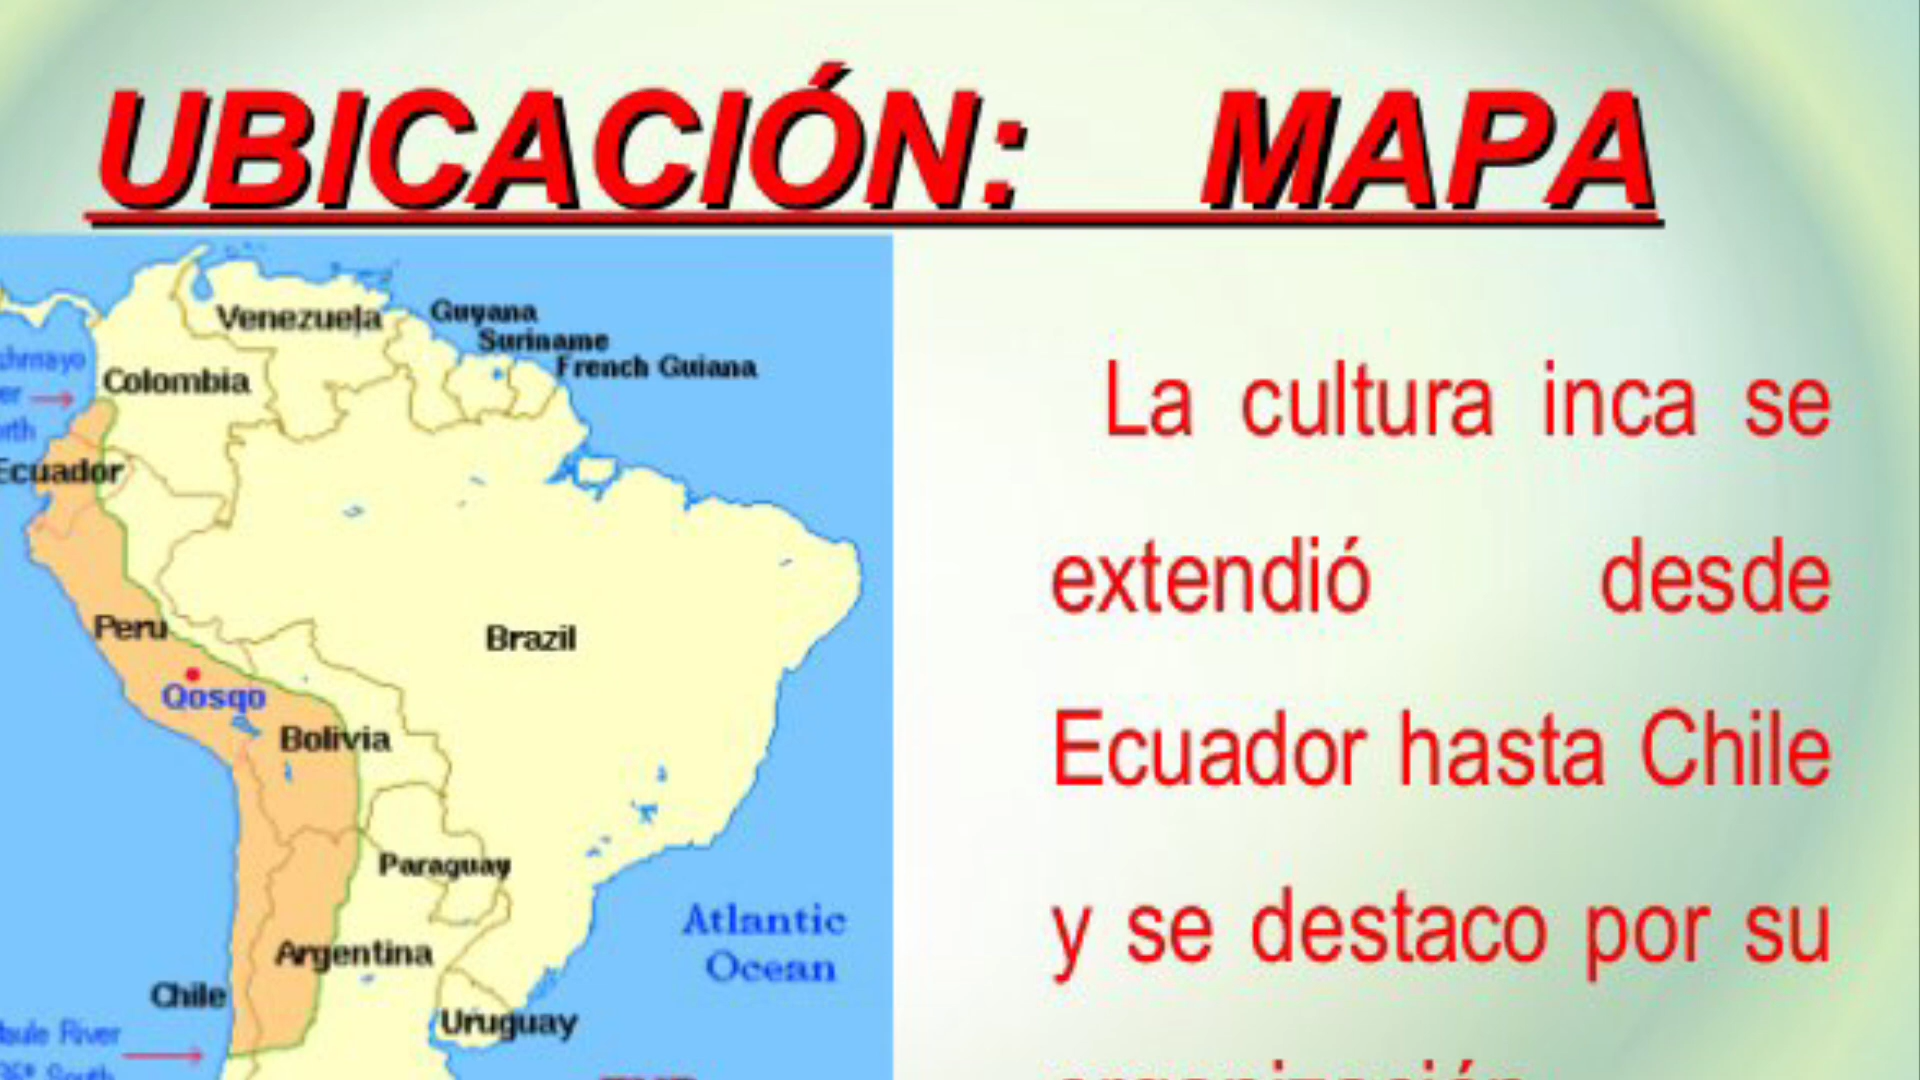 UBICACIÓN: MAPA
Venezuela
Guyana
Suriname
French Guiana
Colombia
Ecuador
Peru
Brazil
Qosqo
Bolivia
Paraguay
Atlantic
Ocean
Argentina
Chile
River
Uruguay
La cultura inca se
extendió desde
Ecuador hasta Chile
y se destaco por su